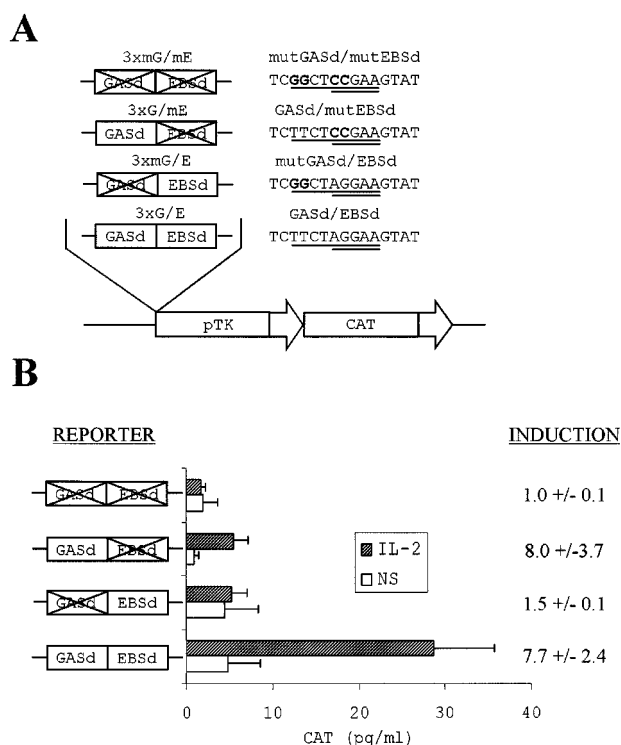 A
3xmG/mE
mutGASd/mutEBSd
GASd EBSd
TCGGCTCCGAAGTAT
3xG/mE
GASd/mutEBSd
GASd EBSd
TCTTCTCCGAAGTAT
3xmG/E
mutGASd/EBSd
GASd EBSd
TCGGCTAGGAAGTAT
3xG/E
GASd/EBSd
GASd EBSd
TCTTCTAGGAAGTAT
pTK CAT
B
REPORTER
INDUCTION
GASd EBSd
1.0 +/- 0.1
GASd EBSd
8.0 +/-3.7
IL-2
NS
GASd EBSd
1.5 +/- 0.1
GASd EBSd
7.7 +/- 2.4
0 10 20 30 40
CAT (pg/ml)